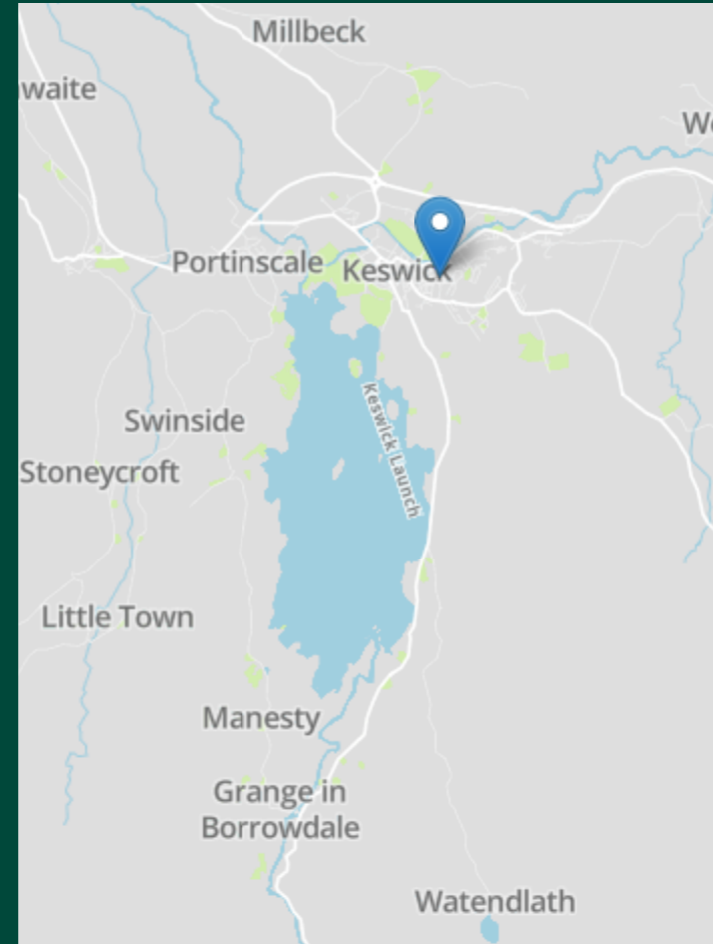 Millbeck
waite
Portinscale
Keswick
Keswick Launch
Swinside
Stoneycroft
Little Town
Manesty
Grange in
Borrowdale
Watendlath